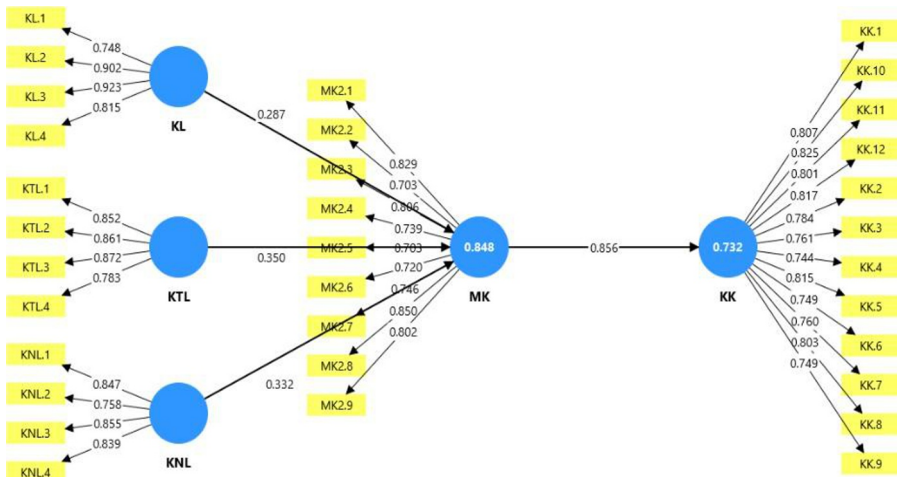 KL.1
KL.2
KL.3
KL.4
0.748
0.902
0.923
0.815
KL
0.287
KTL.1
KTL.2
KTL.3
KTL.4
0.852
0.861
0.872
0.783
KTL
0.350
KNL.1
KNL.2
KNL.3
KNL.4
0.847
0.758
0.855
0.839
KNL
0.332
MK2.1
MK2.2
MK2.3
MK2.4
MK2.5
MK2.6
MK2.7
MK2.8
MK2.9
0.829
0.703
0.806
0.739
0.703
0.720
0.746
0.850
0.802
0.848
MK
0.856
0.732
KK
0.807
0.825
0.801
0.817
0.784
0.761
0.744
0.815
0.749
0.760
0.803
0.749
KK.1
KK.10
KK.11
KK.12
KK.2
KK.3
KK.4
KK.5
KK.6
KK.7
KK.8
KK.9